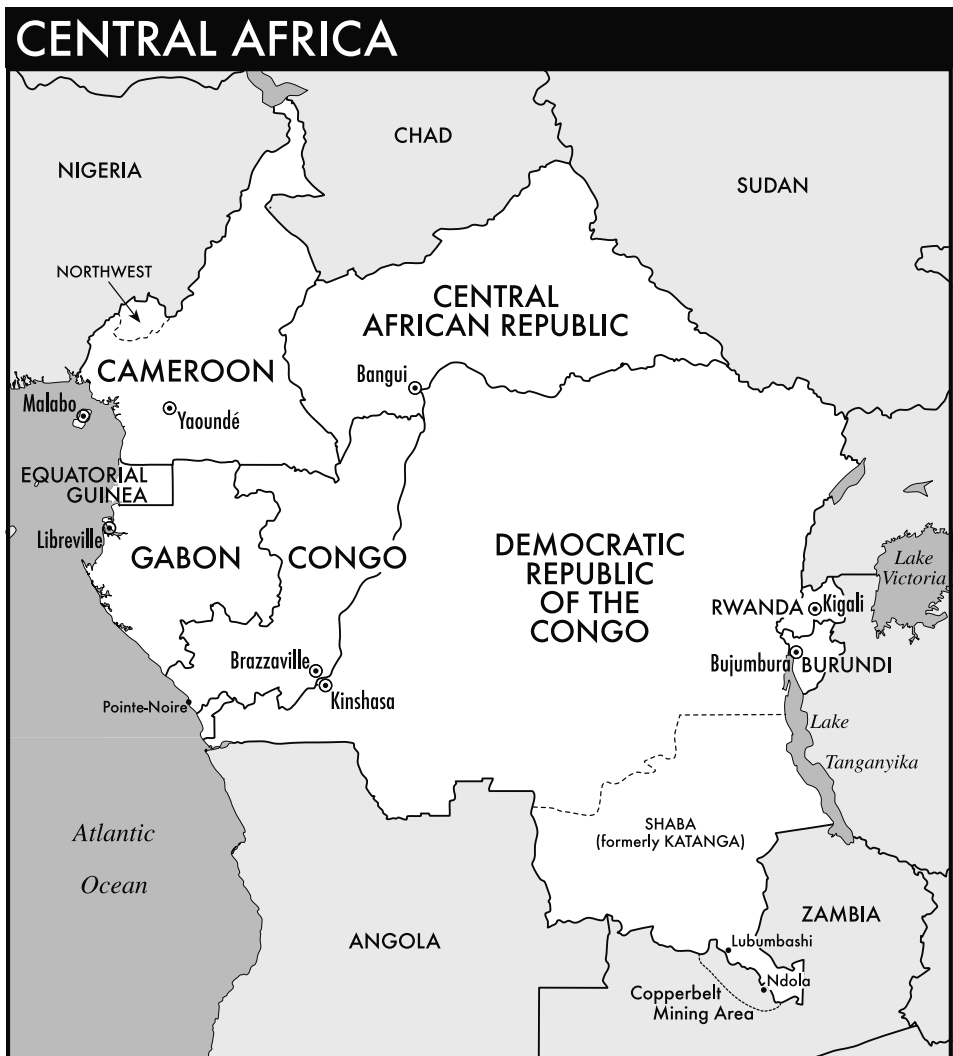 CENTRAL AFRICA
CHAD
NIGERIA
SUDAN
NORTHWEST
CENTRAL
AFRICAN REPUBLIC
CAMEROON
Bangui
Malabo
Yaoundé
EQUATORIAL
GUINEA
Libreville
GABON
CONGO
DEMOCRATIC
REPUBLIC
OF THE
CONGO
Lake
Victoria
RWANDA
Kigali
Brazzaville
Bujumbura
BURUNDI
Kinshasa
Pointe-Noire
Lake
Tanganyika
Atlantic
Ocean
SHABA
(formerly KATANGA)
ZAMBIA
ANGOLA
Lubumbashi
Ndola
Copperbelt
Mining Area